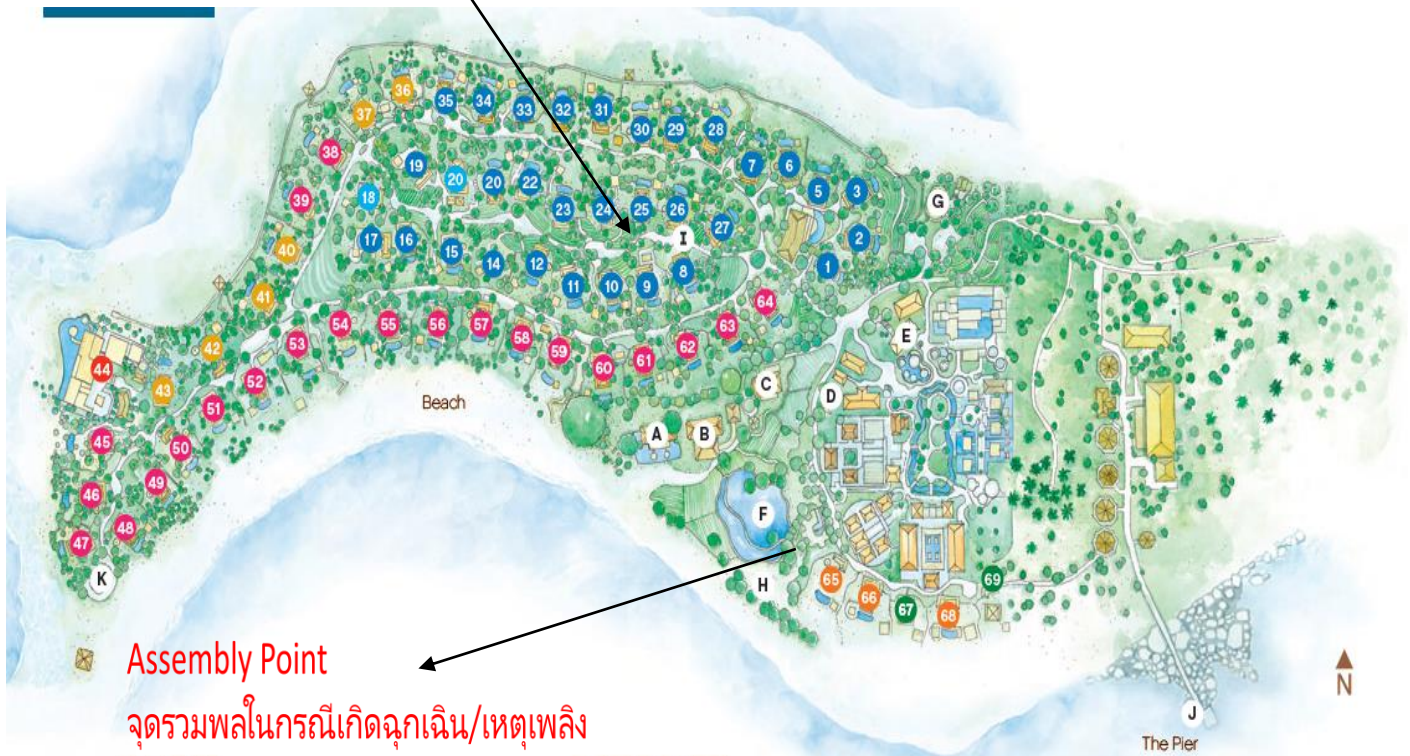 36
37 35 34 33 32 31
30 29 28
38 19 20 20 22 7 6
39 18 23 24 25 26 5 3 G
40 17 16 15 14 12 I 27 2
41 11 10 9 8 1
42 53 54 55 56 57 58 59 64
44 43 52 60 61 62 63 E
51 Beach C D
45 50 A B
46 49
47 48 F
K H 65 66 67 68 69
Assembly Point
จุดรวมพลในกรณีเกิดฉุกเฉิน/เหตุเพลิง
N
J
The Pier